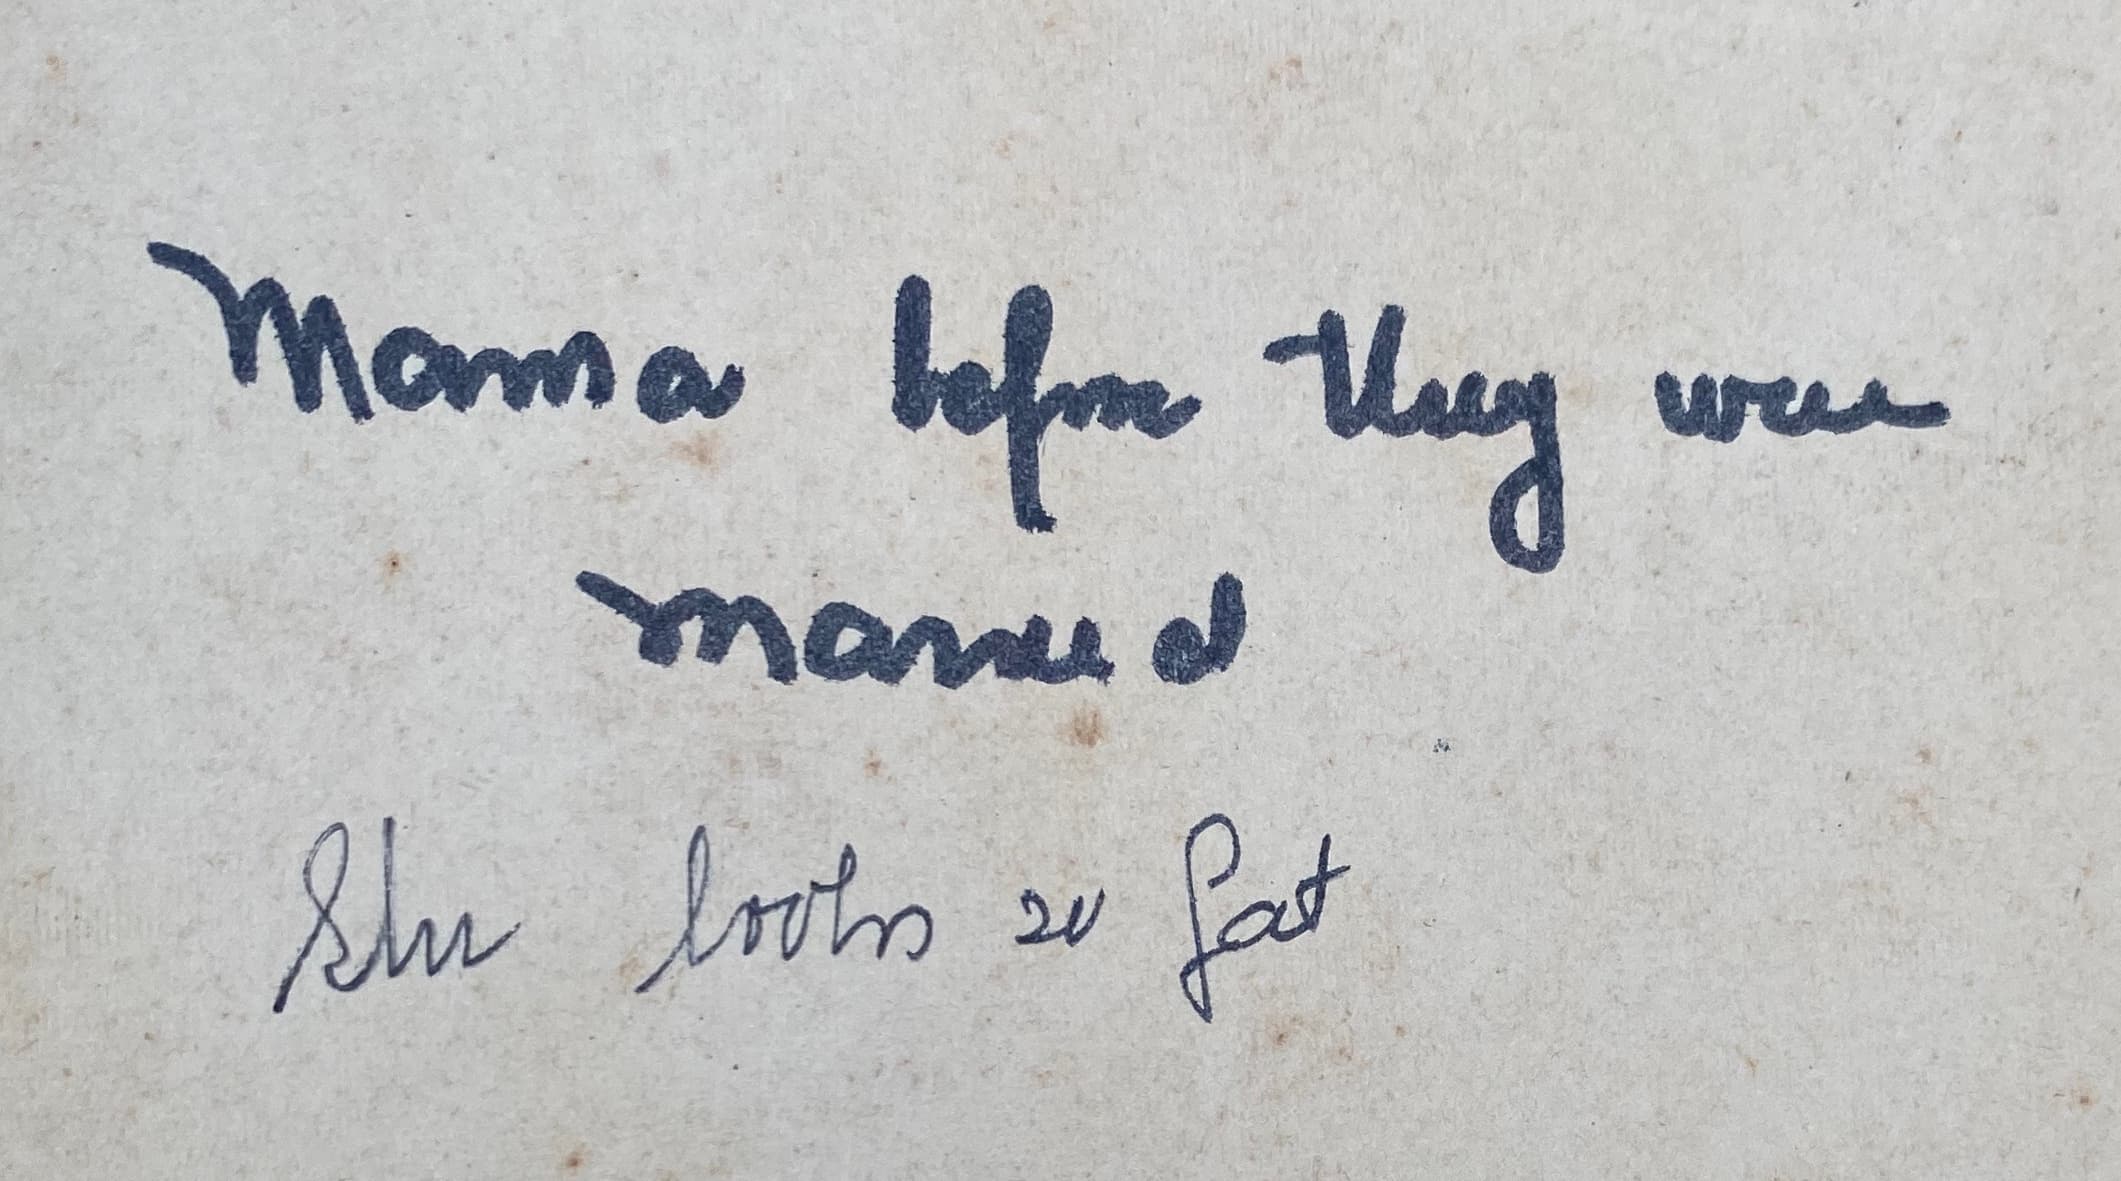 Mama before they were
married
She looks so fat